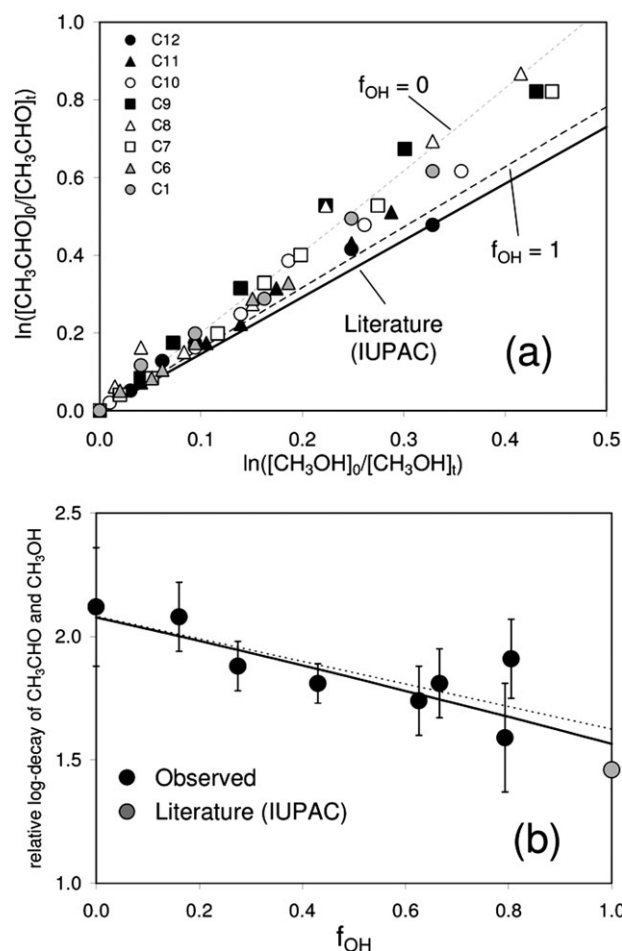 1.0
0.8
0.6
0.4
0.2
0.0
ln([CH₃CHO]₀/[CH₃CHO]ₜ)
C12
C11
C10
C9
C8
C7
C6
C1
f_OH = 0
f_OH = 1
Literature
(IUPAC)
(a)
0.0 0.1 0.2 0.3 0.4 0.5
ln([CH₃OH]₀/[CH₃OH]ₜ)
2.5
2.0
1.5
1.0
relative log-decay of CH₃CHO and CH₃OH
Observed
Literature (IUPAC)
(b)
0.0 0.2 0.4 0.6 0.8 1.0
f_OH